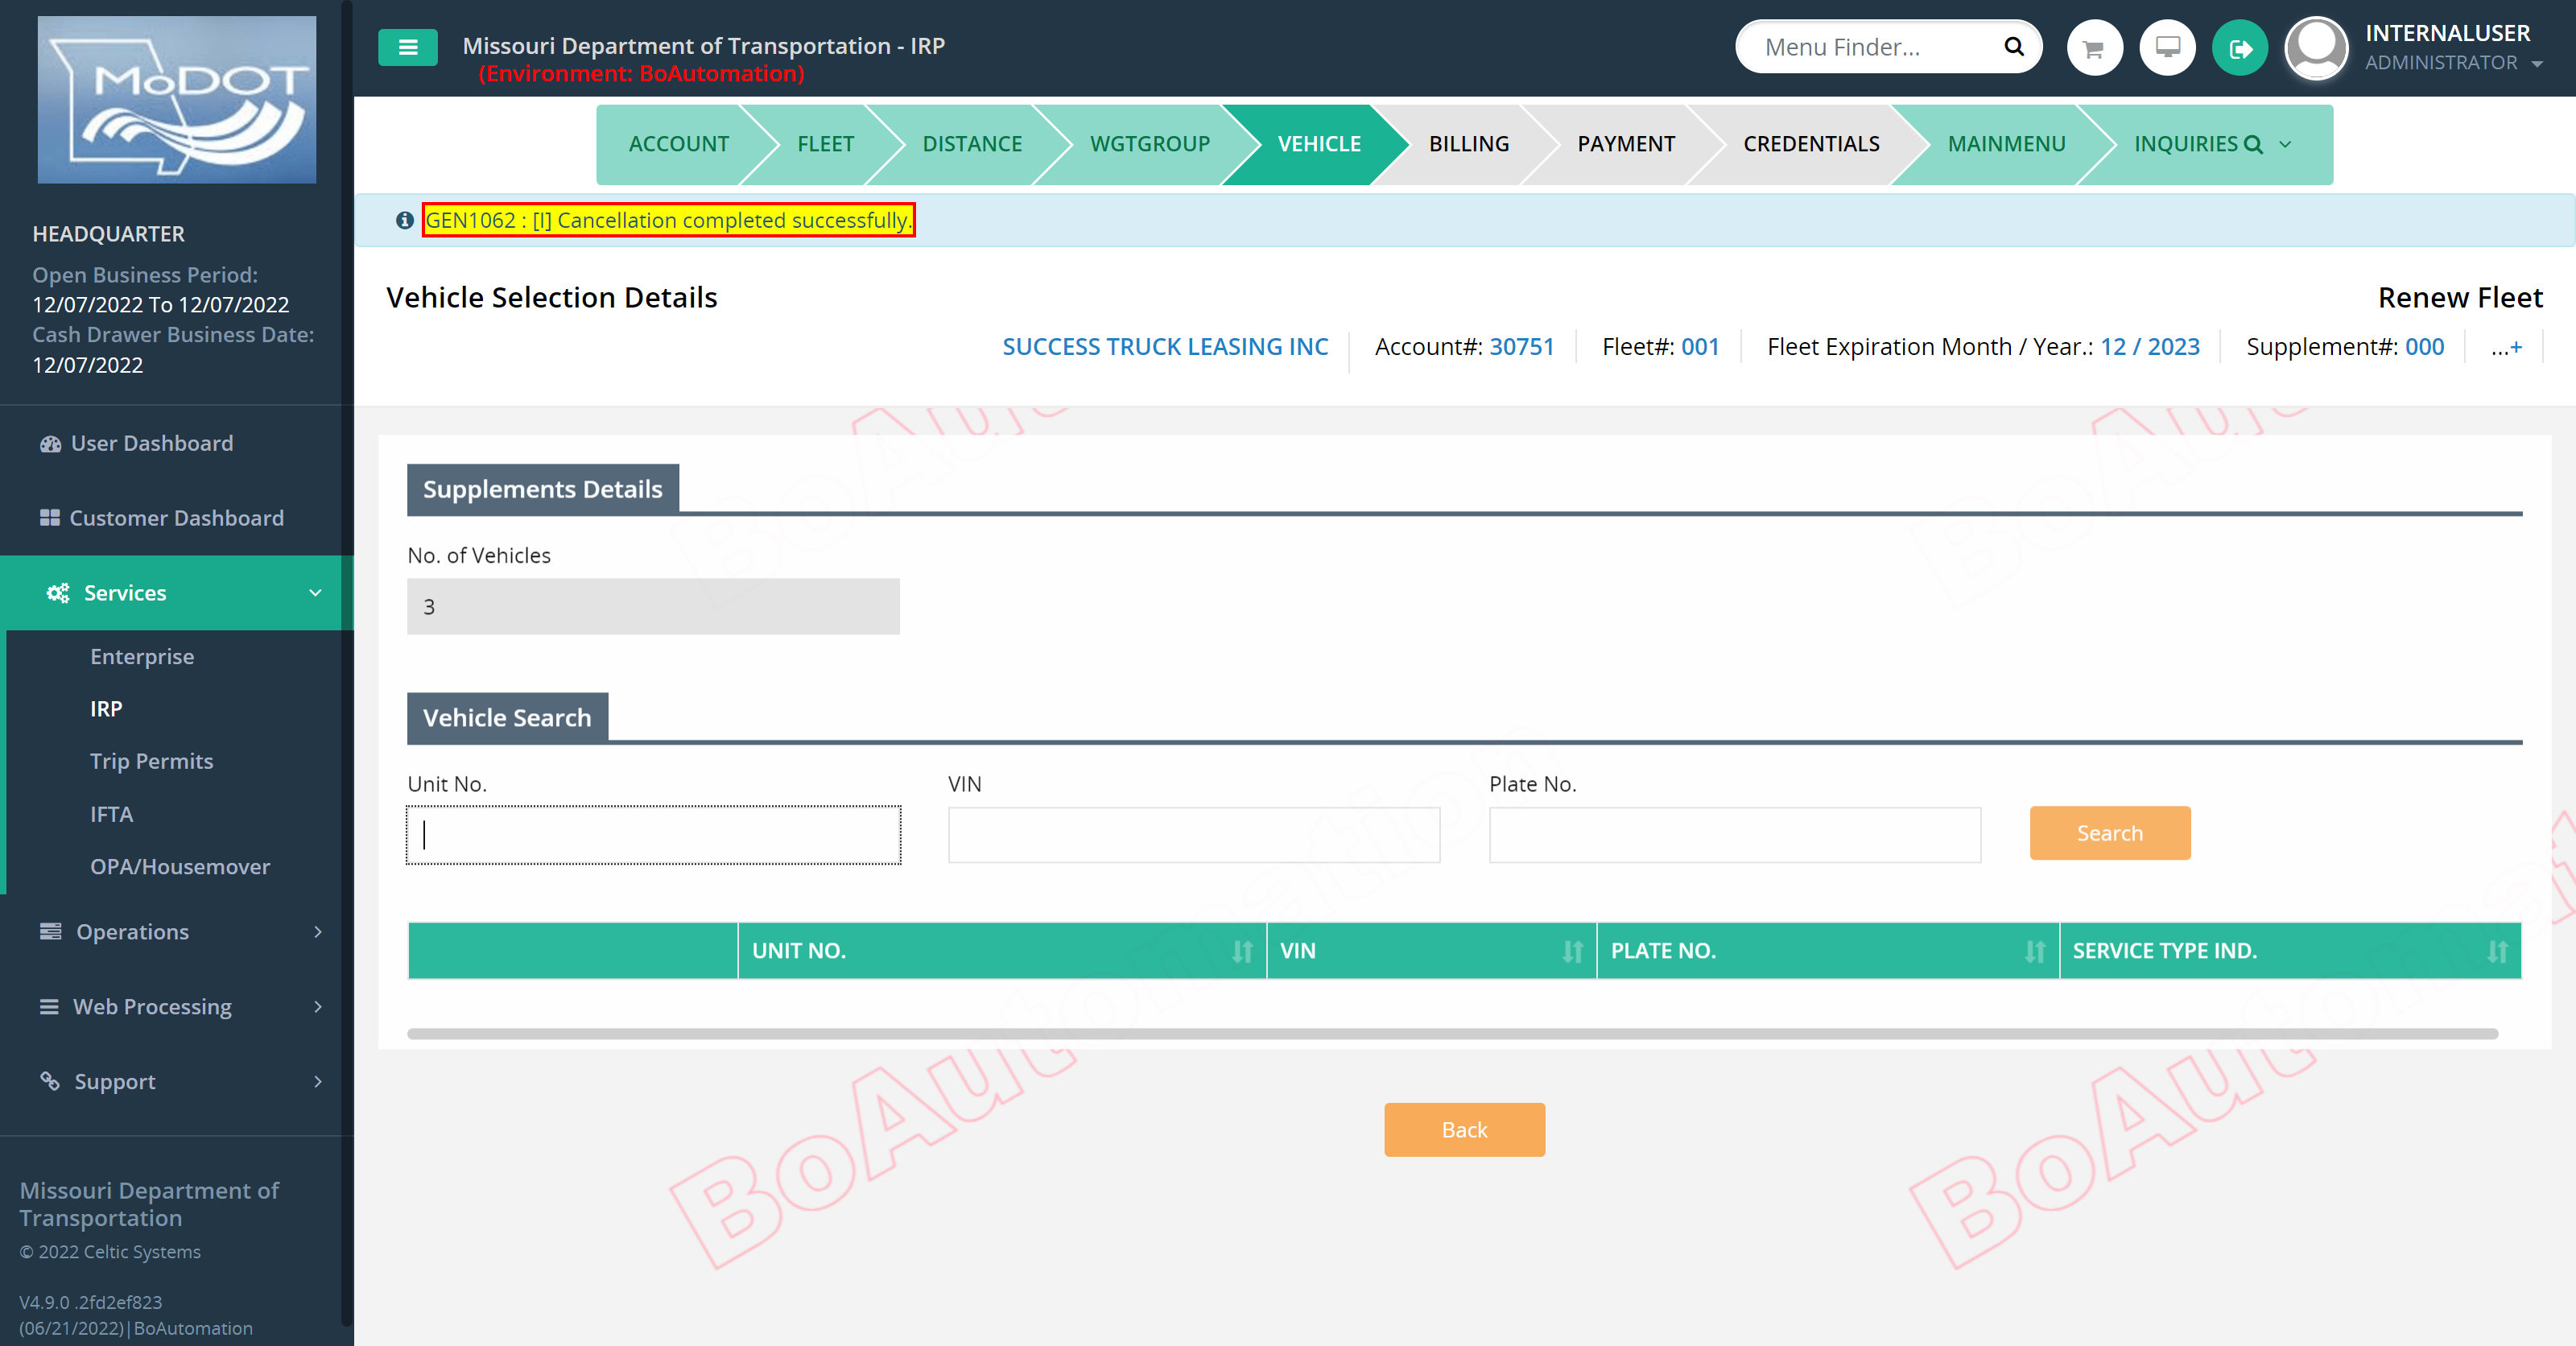 MoDOT
HEADQUARTER
Open Business Period:
12/07/2022 To 12/07/2022
Cash Drawer Business Date:
12/07/2022
User Dashboard
Customer Dashboard
Services
Enterprise
IRP
Trip Permits
IFTA
OPA/Housemover
Operations
Web Processing
Support
Missouri Department of
Transportation
© 2022 Celtic Systems
V4.9.0 .2fd2ef823
(06/21/2022)|BoAutomation
Missouri Department of Transportation - IRP
(Environment: BoAutomation)
Menu Finder...
INTERNALUSER
ADMINISTRATOR
ACCOUNT FLEET DISTANCE WGTGROUP VEHICLE BILLING PAYMENT CREDENTIALS MAINMENU INQUIRIES
GEN1062 : [I] Cancellation completed successfully.
Vehicle Selection Details
Renew Fleet
SUCCESS TRUCK LEASING INC Account#: 30751 Fleet#: 001 Fleet Expiration Month / Year.: 12 / 2023 Supplement#: 000 ...+
Supplements Details
No. of Vehicles
3
Vehicle Search
Unit No. VIN Plate No.
Search
UNIT NO. VIN PLATE NO. SERVICE TYPE IND.
Back
BoAutomation
BoAutomat